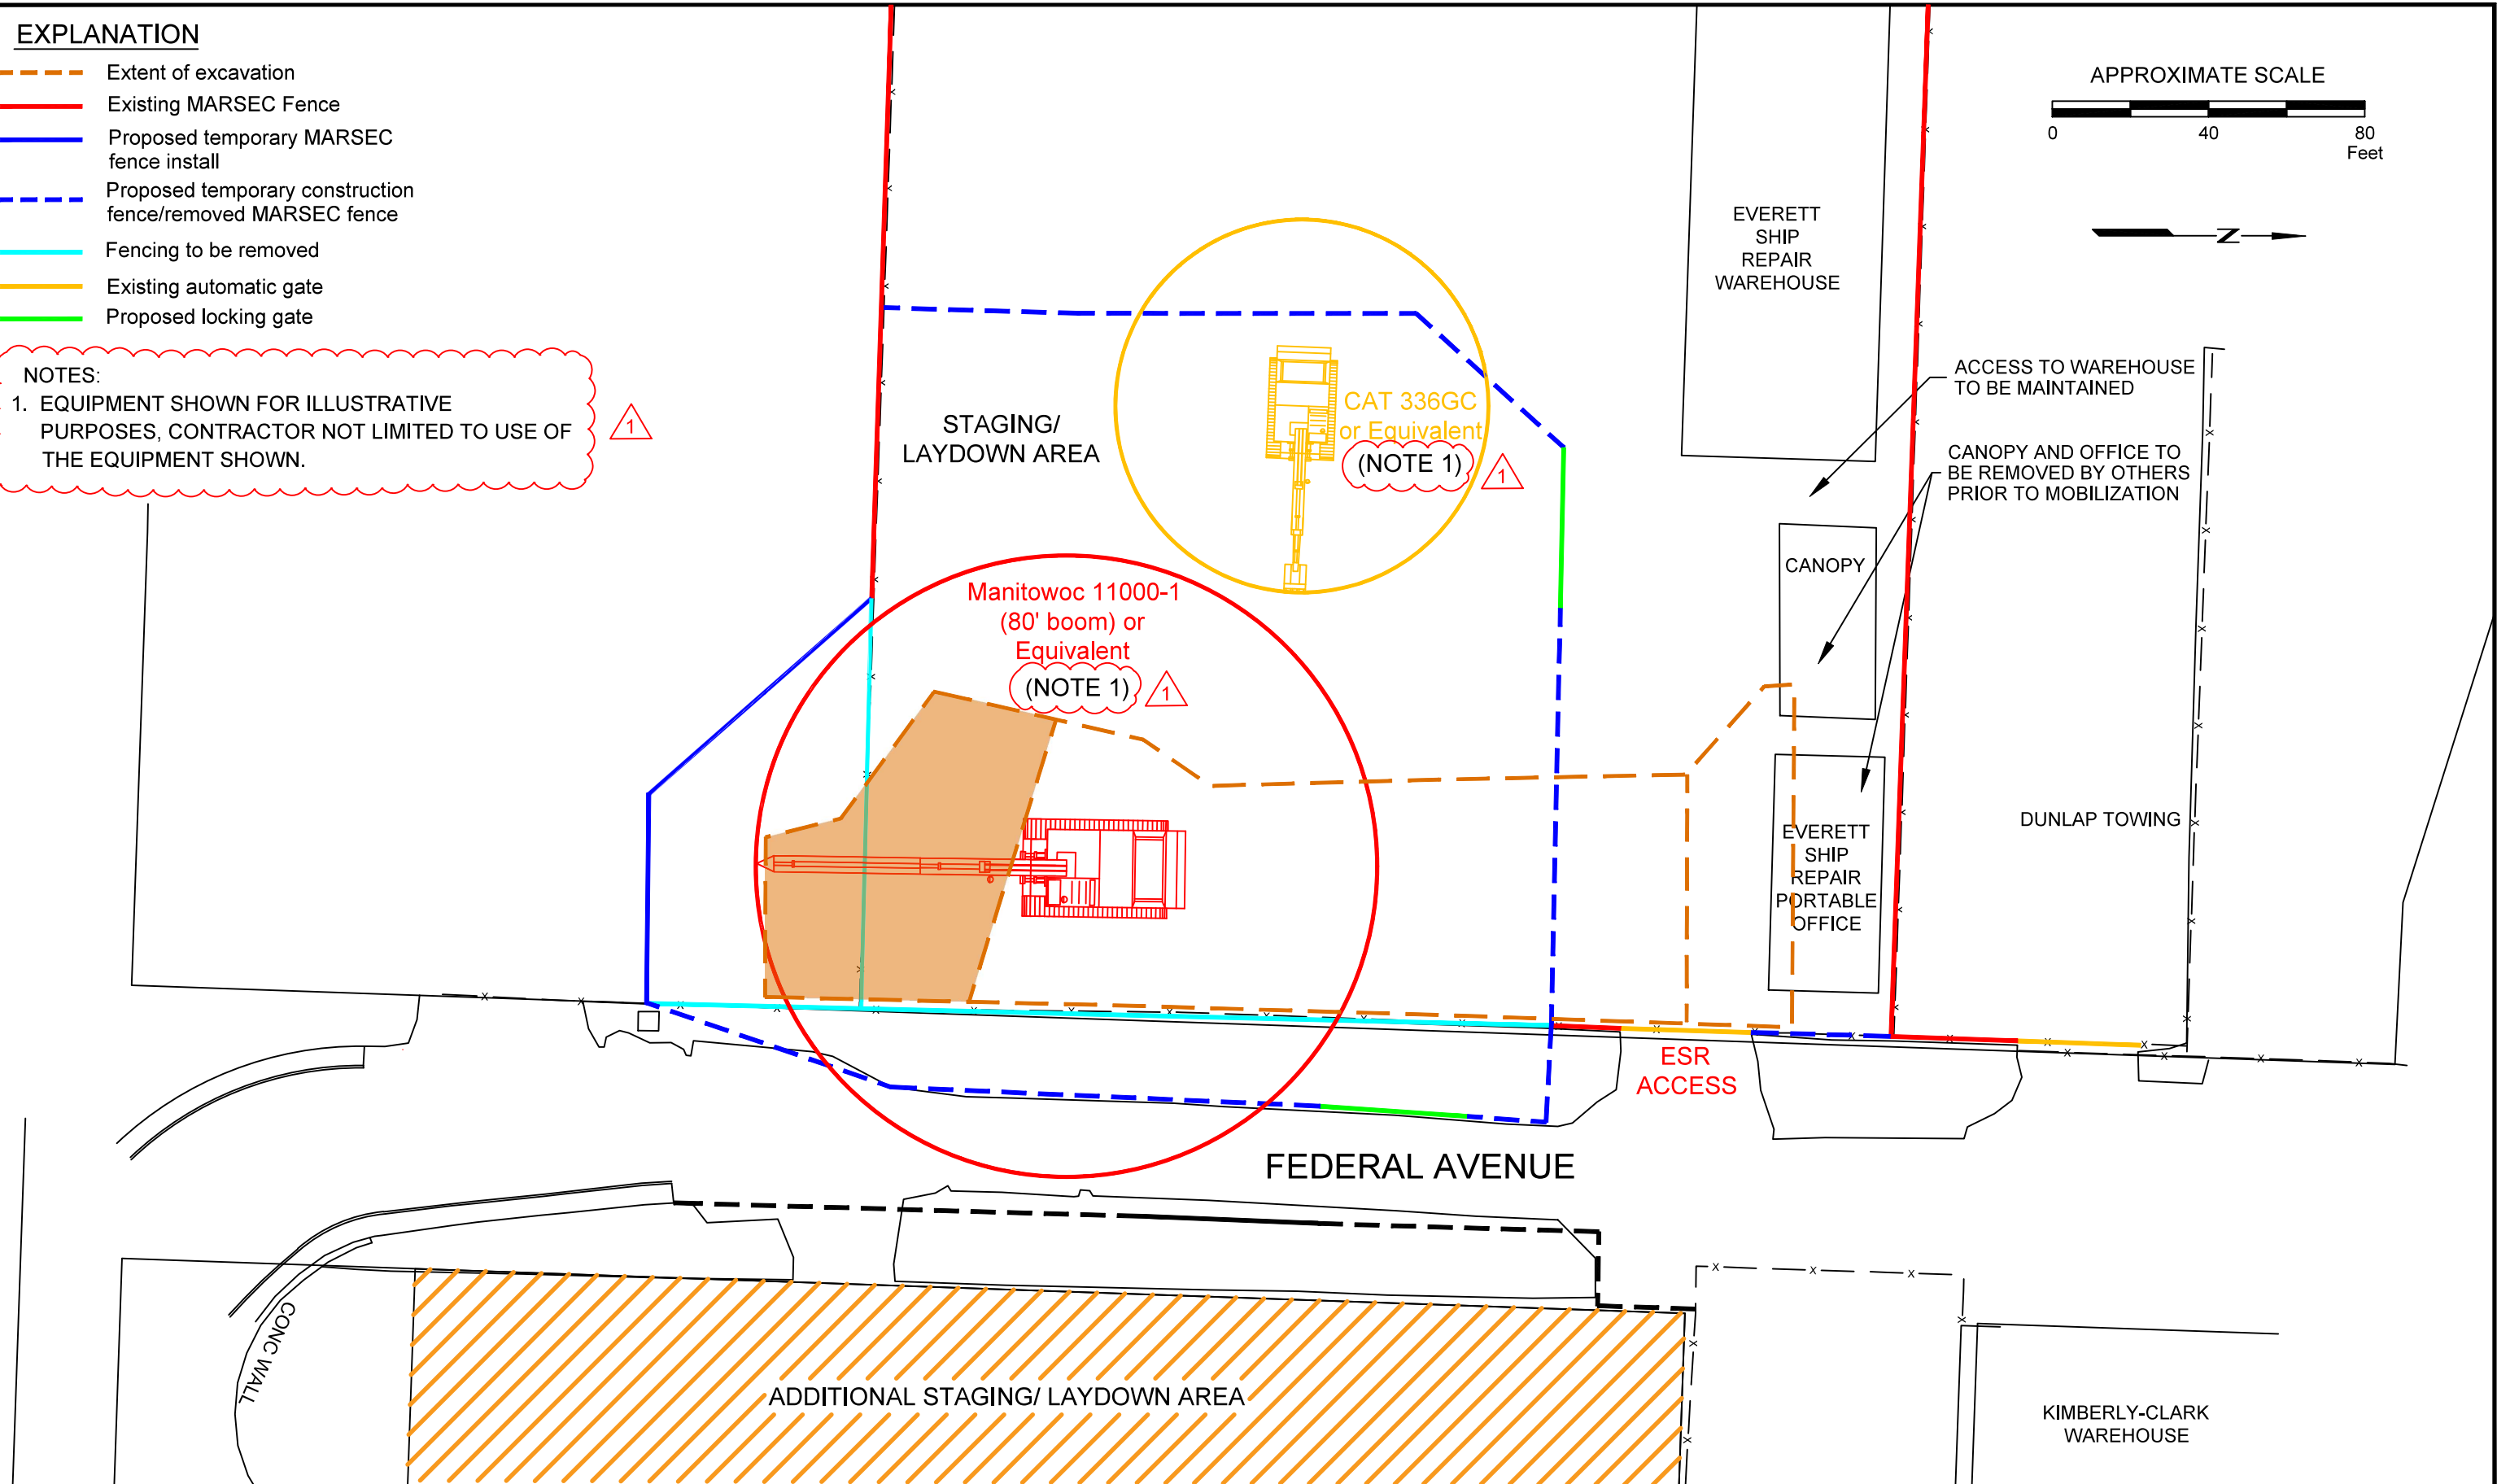 EXPLANATION
Extent of excavation
Existing MARSEC Fence
Proposed temporary MARSEC
fence install
Proposed temporary construction
fence/removed MARSEC fence
Fencing to be removed
Existing automatic gate
Proposed locking gate
NOTES:
1. EQUIPMENT SHOWN FOR ILLUSTRATIVE
PURPOSES, CONTRACTOR NOT LIMITED TO USE OF
THE EQUIPMENT SHOWN.
1
APPROXIMATE SCALE
0 40 80
Feet
N
EVERETT
SHIP
REPAIR
WAREHOUSE
ACCESS TO WAREHOUSE
TO BE MAINTAINED
CANOPY AND OFFICE TO
BE REMOVED BY OTHERS
PRIOR TO MOBILIZATION
STAGING/
LAYDOWN AREA
CAT 336GC
or Equivalent
(NOTE 1)
1
CANOPY
Manitowoc 11000-1
(80' boom) or
Equivalent
(NOTE 1)
1
EVERETT
SHIP
REPAIR
PORTABLE
OFFICE
DUNLAP TOWING
ESR
ACCESS
FEDERAL AVENUE
CONC WALL
ADDITIONAL STAGING/ LAYDOWN AREA
KIMBERLY-CLARK
WAREHOUSE